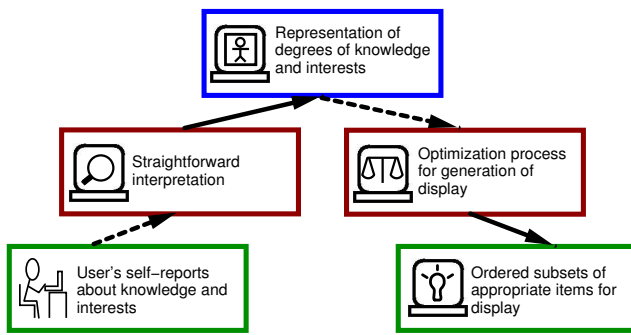 Representation of
degrees of knowledge
and interests
Straightforward
interpretation
Optimization process
for generation of
display
User's self−reports
about knowledge and
interests
Ordered subsets of
appropriate items for
display